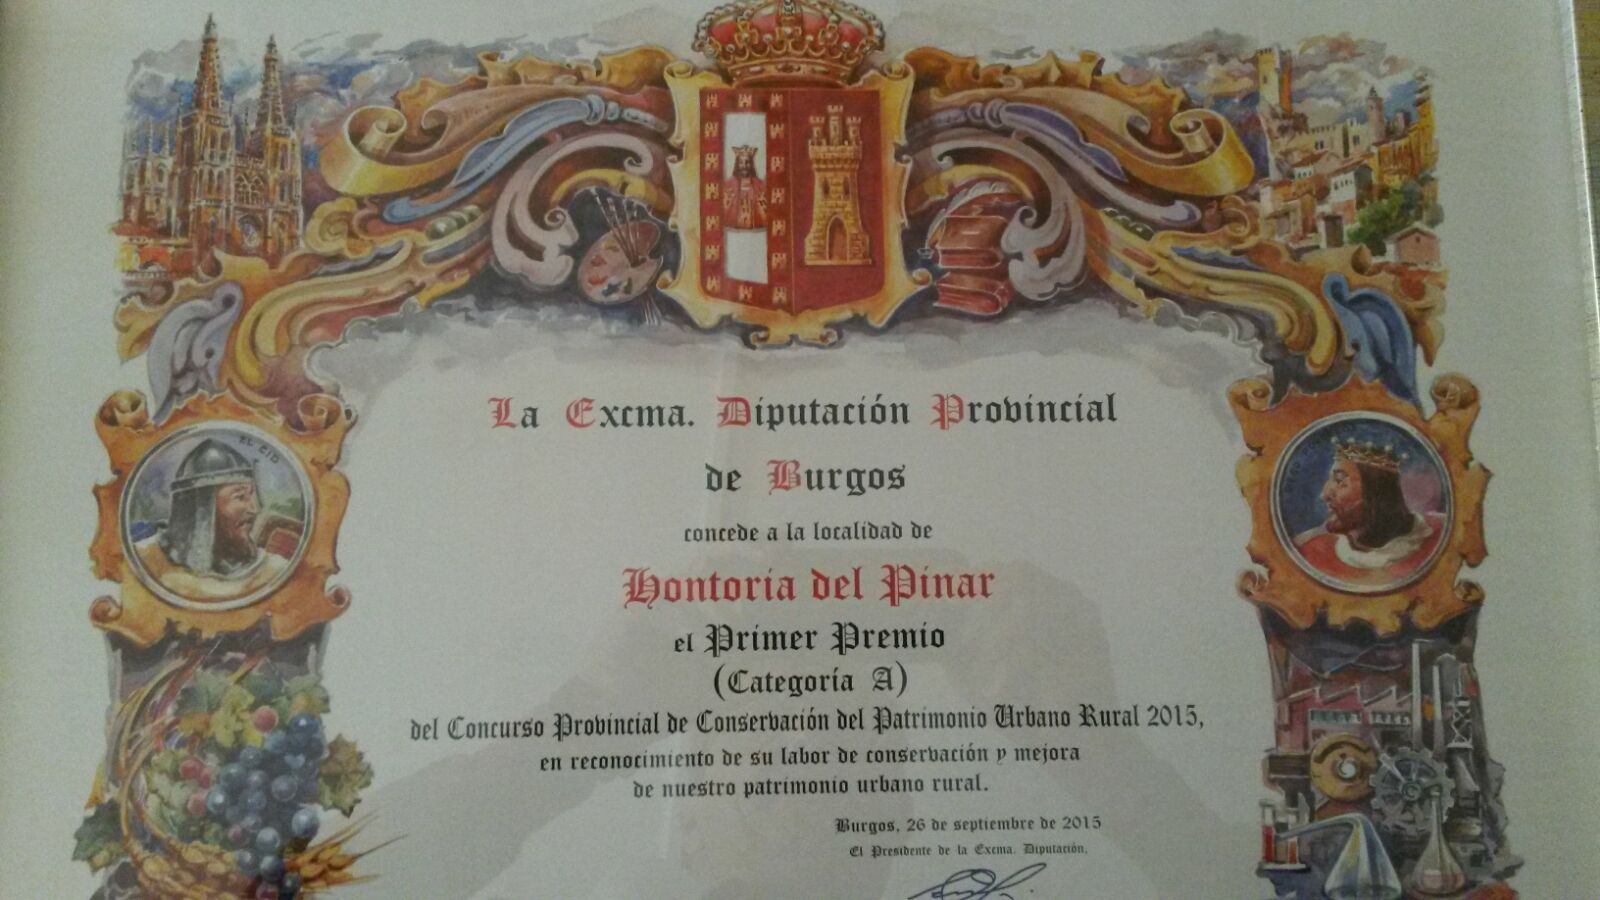 La Excma. Diputación Provincial
de Burgos
concede a la localidad de
Hontoria del Pinar
el Primer Premio
(Categoría A)
del Concurso Provincial de Conservación del Patrimonio Urbano Rural 2015,
en reconocimiento de su labor de conservación y mejora
de nuestro patrimonio urbano rural.
Burgos, 26 de septiembre de 2015
El Presidente de la Excma. Diputación,
EL CID